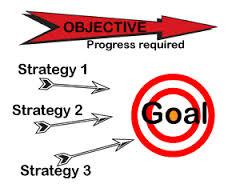 OBJECTIVE
Progress required
Strategy 1
Strategy 2
Goal
Strategy 3